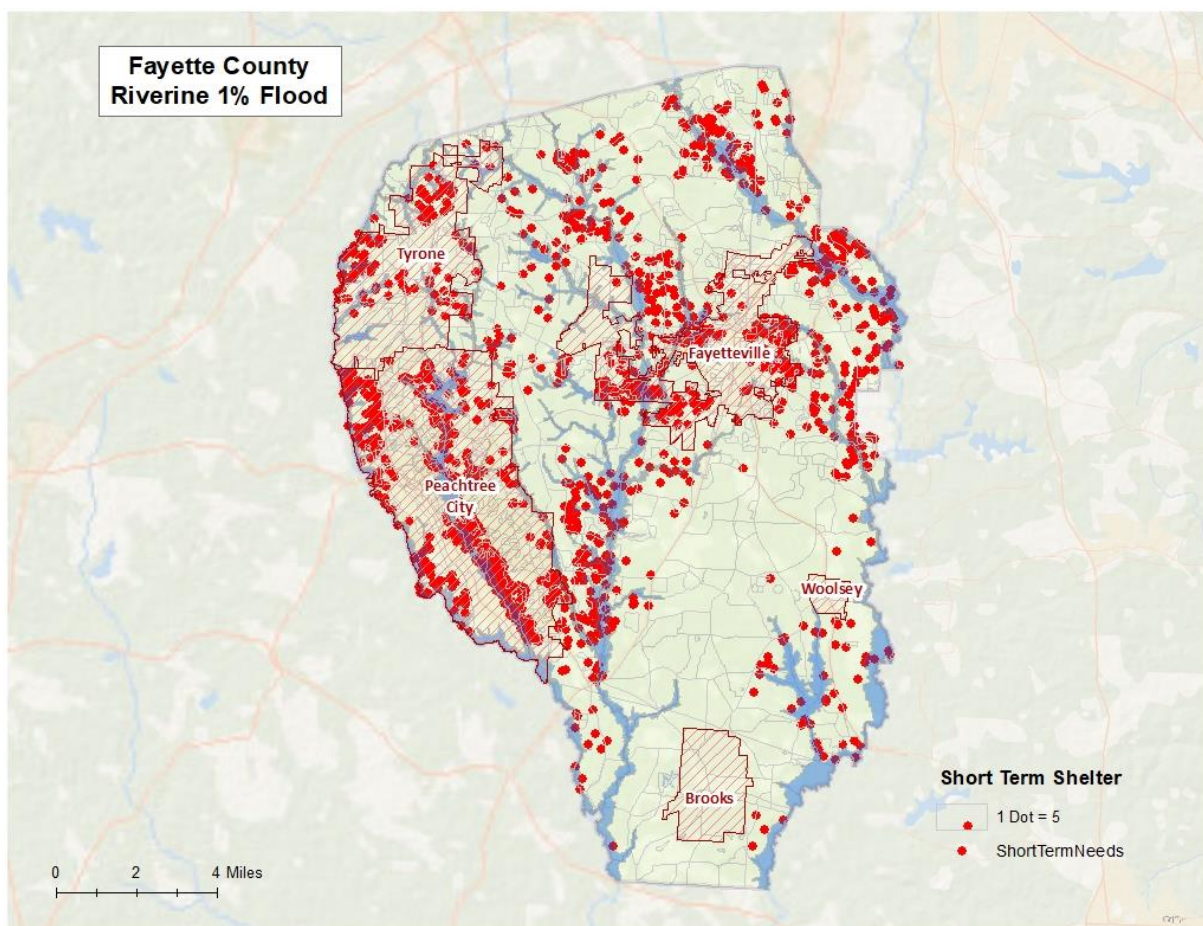 Fayette County
Riverine 1% Flood
Tyrone
Fayetteville
Peachtree
City
Woolsey
Brooks
Short Term Shelter
1 Dot = 5
ShortTermNeeds
0 2 4 Miles